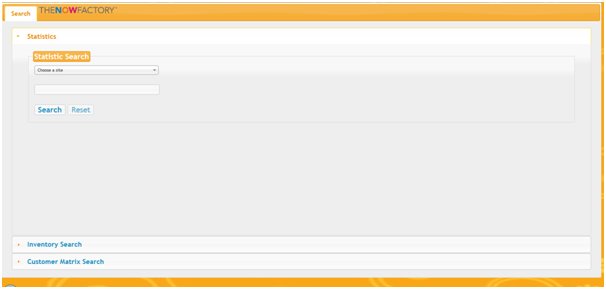 Search THENOWFACTORY™
Statistics
Statistic Search
Choose a site
Search Reset
Inventory Search
Customer Matrix Search